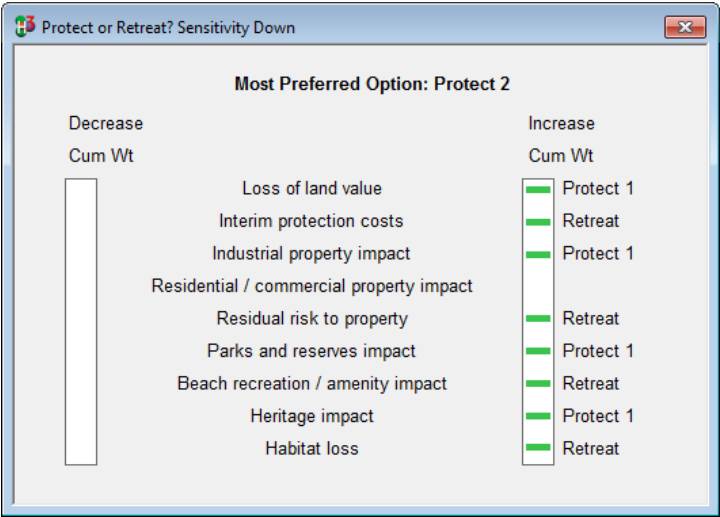 Protect or Retreat? Sensitivity Down
Most Preferred Option: Protect 2
Decrease Increase
Cum Wt Cum Wt
Loss of land value Protect 1
Interim protection costs Retreat
Industrial property impact Protect 1
Residential / commercial property impact
Residual risk to property Retreat
Parks and reserves impact Protect 1
Beach recreation / amenity impact Retreat
Heritage impact Protect 1
Habitat loss Retreat